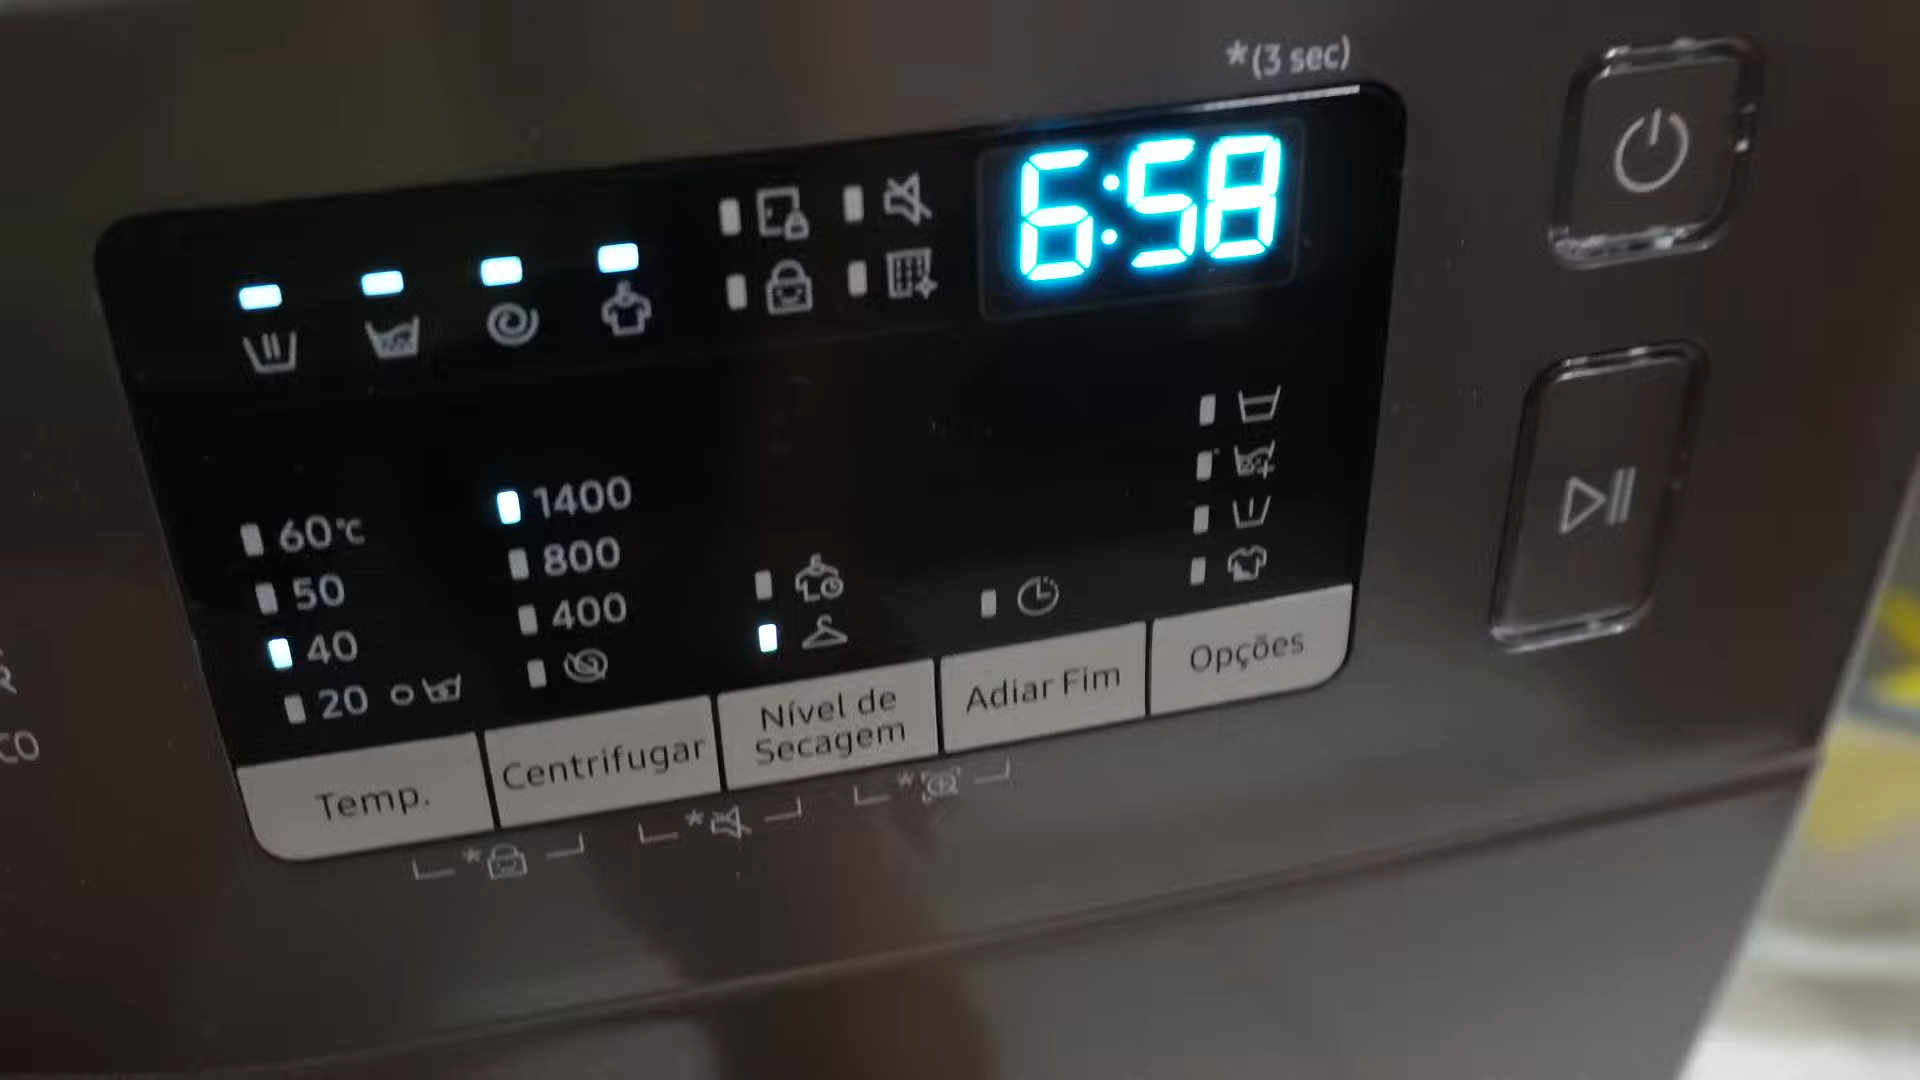 *(3 sec)
6:58
60°C
50
40
20
1400
800
400
Temp.
Centrifugar
Nível de
Secagem
Adiar Fim
Opções
*
*
*
CO